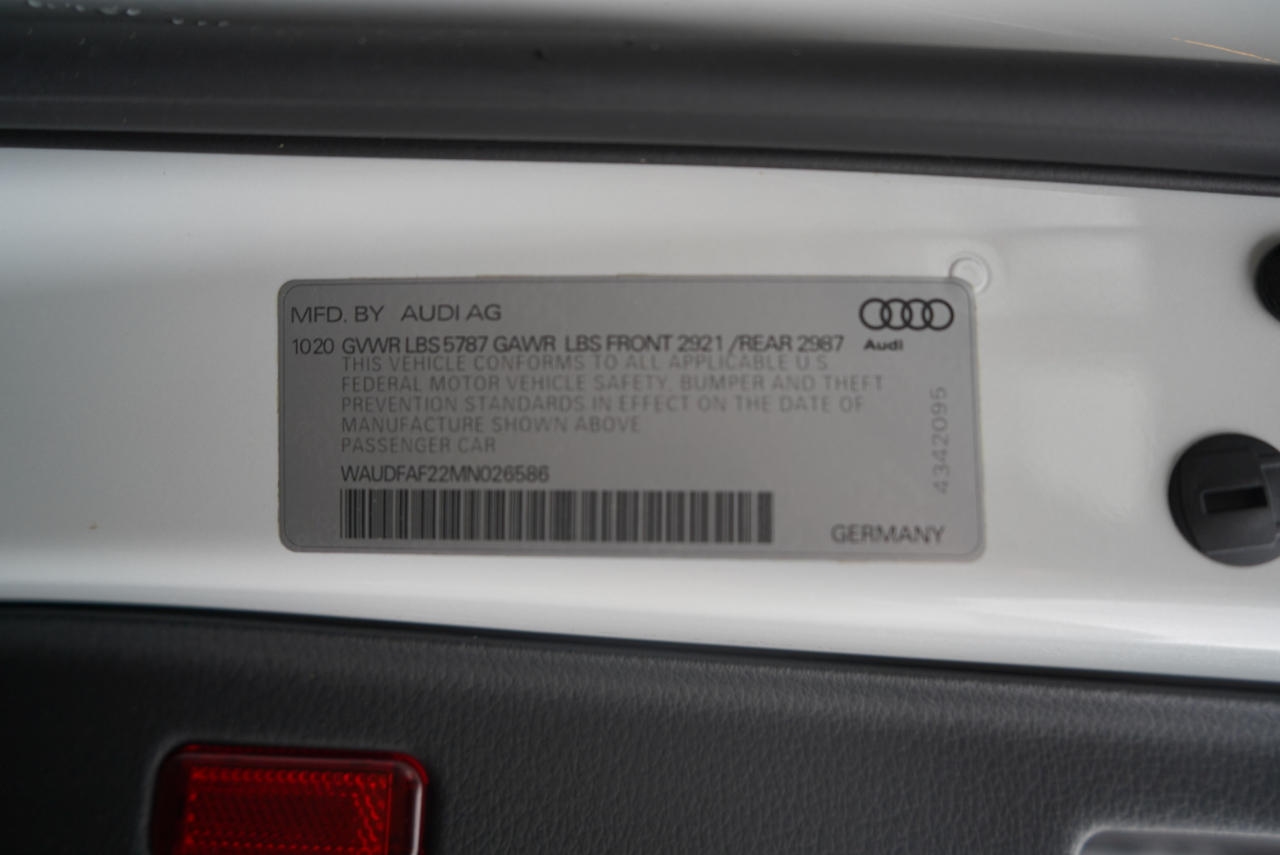 MFD. BY AUDI AG
1020 GVWR LBS 5787 GAWR LBS FRONT 2921 /REAR 2987
Audi
THIS VEHICLE CONFORMS TO ALL APPLICABLE U S
FEDERAL MOTOR VEHICLE SAFETY, BUMPER AND THEFT
PREVENTION STANDARDS IN EFFECT ON THE DATE OF
MANUFACTURE SHOWN ABOVE
PASSENGER CAR
WAUDFAF22MN026586
GERMANY
4342095